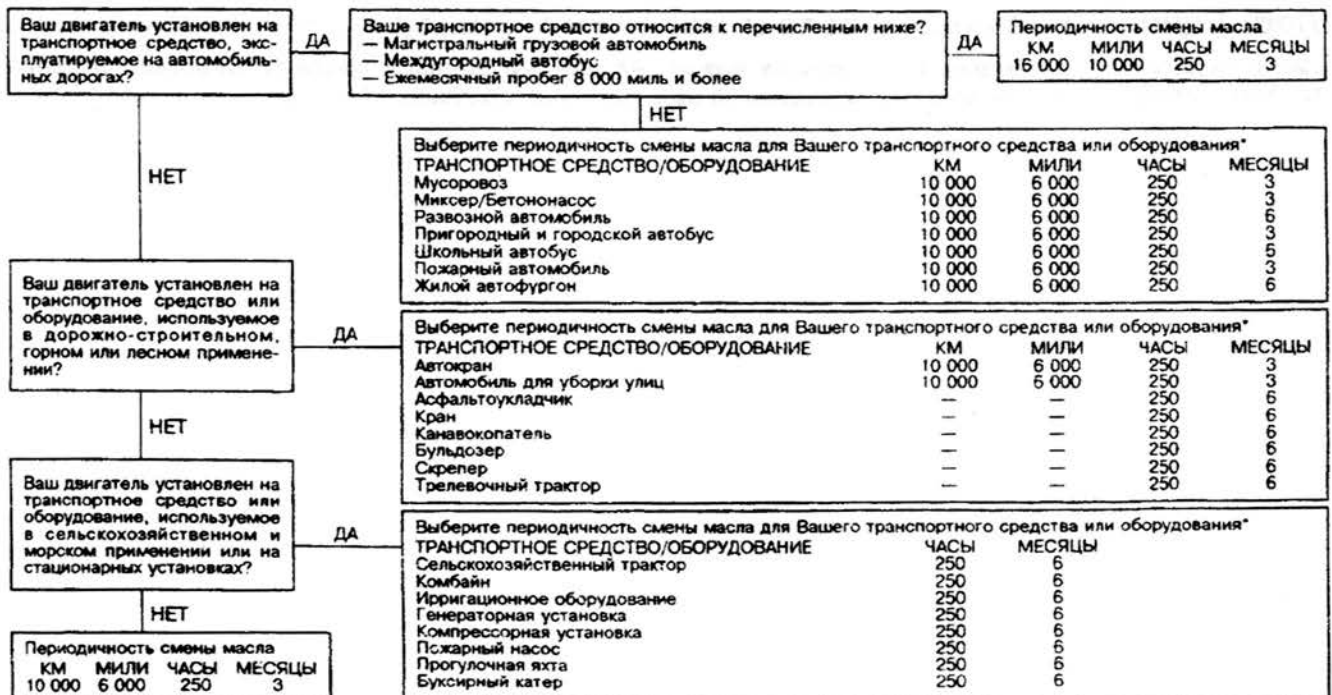 Ваш двигатель установлен на
транспортное средство, экс-
плуатируемое на автомобиль-
ных дорогах?
ДА
Ваше транспортное средство относится к перечисленным ниже?
— Магистральный грузовой автомобиль
— Междугородный автобус
— Ежемесячный пробег 8 000 миль и более
ДА
Периодичность смены масла
КМ МИЛИ ЧАСЫ МЕСЯЦЫ
16 000 10 000 250 3
НЕТ
НЕТ
Выберите периодичность смены масла для Вашего транспортного средства или оборудования*
ТРАНСПОРТНОЕ СРЕДСТВО/ОБОРУДОВАНИЕ КМ МИЛИ ЧАСЫ МЕСЯЦЫ
Мусоровоз 10 000 6 000 250 3
Миксер/Бетононасос 10 000 6 000 250 3
Развозной автомобиль 10 000 6 000 250 6
Пригородный и городской автобус 10 000 6 000 250 3
Школьный автобус 10 000 6 000 250 5
Пожарный автомобиль 10 000 6 000 250 3
Жилой автофургон 10 000 6 000 250 6
Ваш двигатель установлен на
транспортное средство или
оборудование, используемое
в дорожно-строительном,
горном или лесном примене-
нии?
ДА
Выберите периодичность смены масла для Вашего транспортного средства или оборудования*
ТРАНСПОРТНОЕ СРЕДСТВО/ОБОРУДОВАНИЕ КМ МИЛИ ЧАСЫ МЕСЯЦЫ
Автокран 10 000 6 000 250 3
Автомобиль для уборки улиц 10 000 6 000 250 3
Асфальтоукладчик — — 250 6
Кран — — 250 6
Канавокопатель — — 250 6
Бульдозер — — 250 6
Скрепер — — 250 6
Трелевочный трактор — — 250 6
НЕТ
Ваш двигатель установлен на
транспортное средство или
оборудование, используемое
в сельскохозяйственном и
морском применении или на
стационарных установках?
ДА
Выберите периодичность смены масла для Вашего транспортного средства или оборудования*
ТРАНСПОРТНОЕ СРЕДСТВО/ОБОРУДОВАНИЕ ЧАСЫ МЕСЯЦЫ
Сельскохозяйственный трактор 250 6
Комбайн 250 6
Ирригационное оборудование 250 6
Генераторная установка 250 6
Компрессорная установка 250 6
Пожарный насос 250 6
Прогулочная яхта 250 6
Буксирный катер 250 6
НЕТ
Периодичность смены масла
КМ МИЛИ ЧАСЫ МЕСЯЦЫ
10 000 6 000 250 3